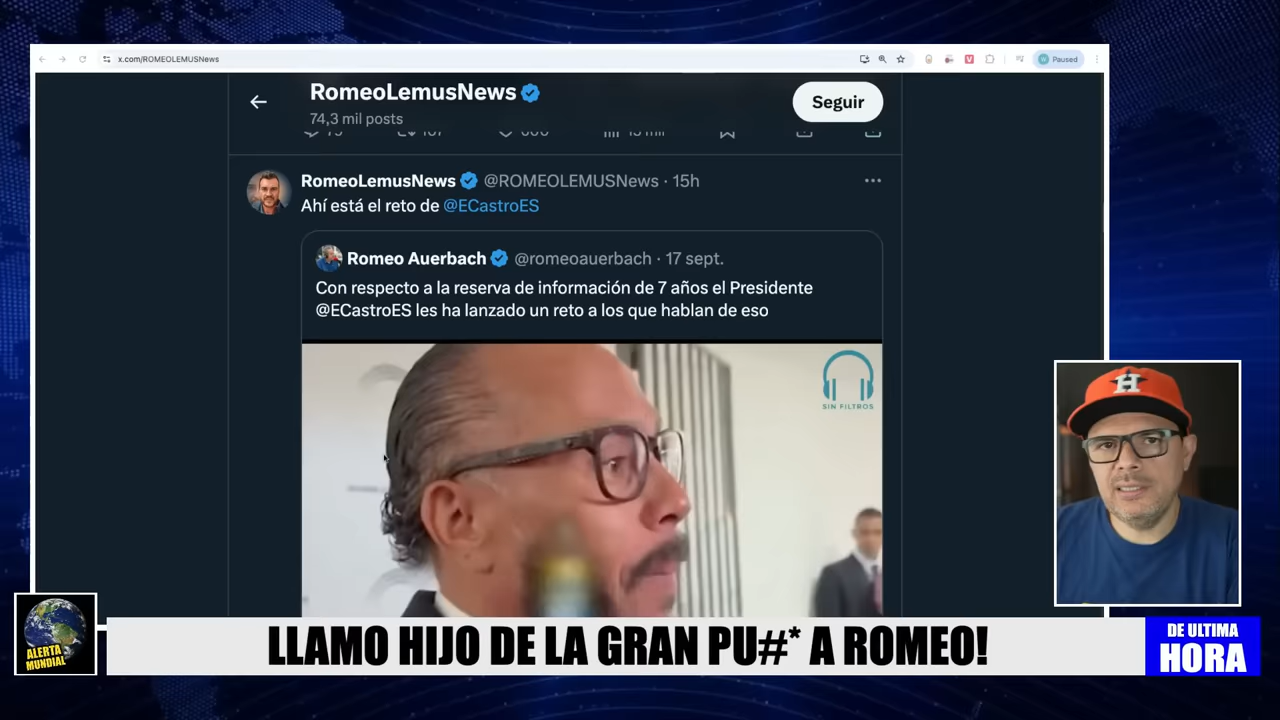 x.com/ROMEOLEMUSNews
Paused
RomeoLemusNews
Seguir
74,3 mil posts
RomeoLemusNews @ROMEOLEMUSNews · 15h
Ahí está el reto de @ECastroES
Romeo Auerbach @romeoauerbach · 17 sept.
Con respecto a la reserva de información de 7 años el Presidente
@ECastroES les ha lanzado un reto a los que hablan de eso
SIN FILTROS
H
ALERTA
MUNDIAL
LLAMO HIJO DE LA GRAN PU#* A ROMEO!
DE ULTIMA
HORA